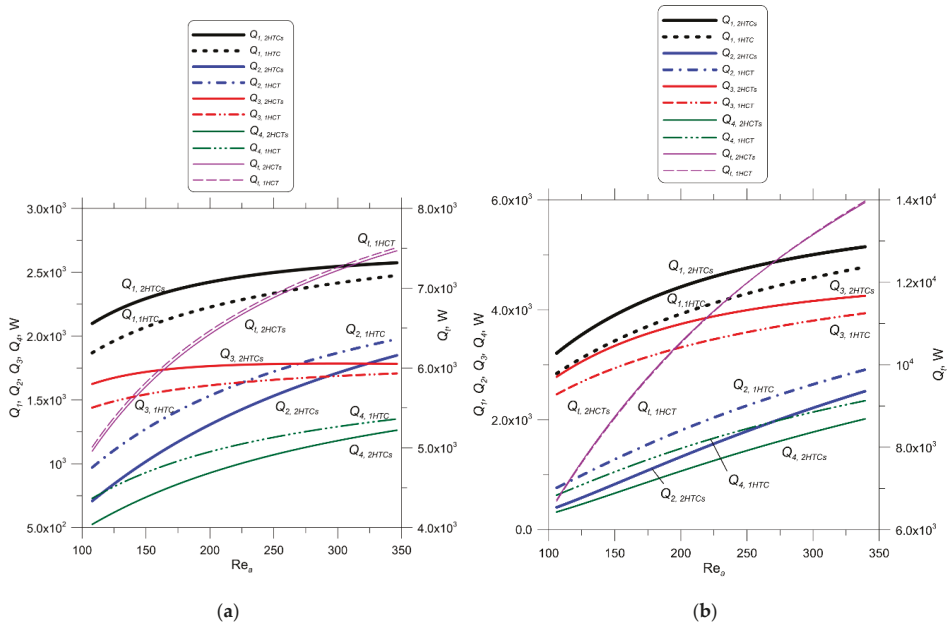 Q1, 2HTCs
Q1, 1HTC
Q2, 2HTCs
Q2, 1HCT
Q3, 2HTCs
Q3, 1HCT
Q4, 2HCTs
Q4, 1HCT
Qt, 2HCTs
Qt, 1HCT
3.0x10³
2.5x10³
2.0x10³
1.5x10³
10³
5.0x10²
Q1, Q2, Q3, Q4, W
8.0x10³
7.0x10³
6.0x10³
5.0x10³
4.0x10³
Qt, W
Qt, 1HCT
Q1, 2HTCs
Q1,1HTC
Qt, 2HCTs
Q2, 1HTC
Q3, 2HTCs
Q3, 1HTC
Q2, 2HTCs
Q4, 1HTC
Q4, 2HTCs
100 150 200 250 300 350
Rea
(a)
Q1, 2HTCs
Q1, 1HTC
Q2, 2HTCs
Q2, 1HCT
Q3, 2HTCs
Q3, 1HCT
Q4, 2HCTs
Q4, 1HCT
Qt, 2HCTs
Qt, 1HCT
6.0x10³
4.0x10³
2.0x10³
0.0
Q1, Q2, Q3, Q4, W
1.4x10⁴
1.2x10⁴
10⁴
8.0x10³
6.0x10³
Qt, W
Q1, 2HTCs
Q1,1HTC
Q3, 2HTCs
Q3, 1HTC
Qt, 2HCTs
Qt, 1HCT
Q2, 1HTC
Q4, 2HTCs
Q4, 1HTC
Q2, 2HTCs
100 150 200 250 300 350
Rea
(b)